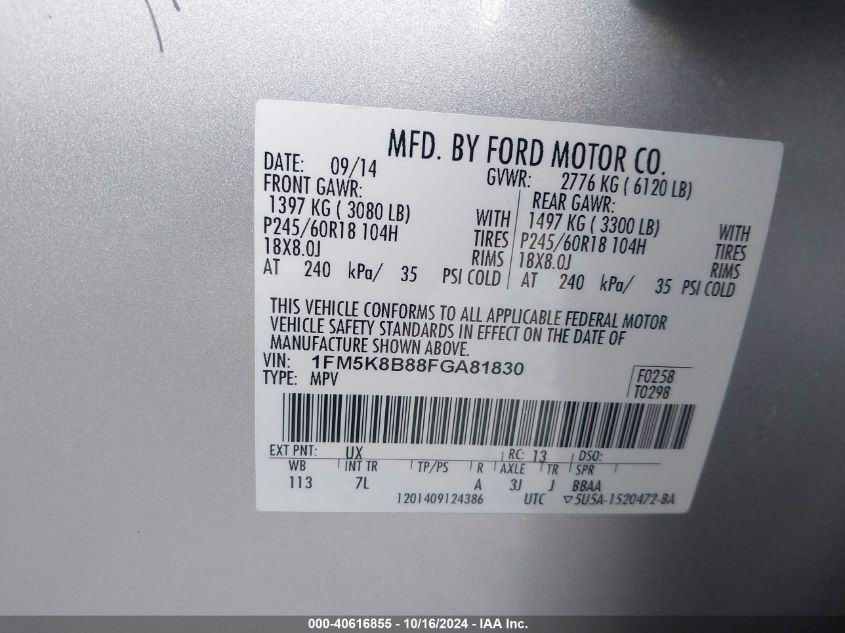 MFD. BY FORD MOTOR CO.
DATE: 09/14 GVWR: 2776 KG ( 6120 LB)
FRONT GAWR: REAR GAWR:
1397 KG ( 3080 LB) WITH 1497 KG ( 3300 LB) WITH
P245/60R18 104H TIRES P245/60R18 104H TIRES
18X8.0J RIMS 18X8.0J RIMS
AT 240 kPa/ 35 PSI COLD AT 240 kPa/ 35 PSI COLD
THIS VEHICLE CONFORMS TO ALL APPLICABLE FEDERAL MOTOR
VEHICLE SAFETY STANDARDS IN EFFECT ON THE DATE OF
MANUFACTURE SHOWN ABOVE.
VIN: 1FM5K8B88FGA81830
TYPE: MPV
F0258
T0298
EXT PNT: UX RC: 13 DSO:
WB INT TR TP/PS R AXLE TR SPR
113 7L A 3J J BBAA
1201409124386 UTC ▽5U5A-1520472-BA
000-40616855 - 10/16/2024 - IAA Inc.